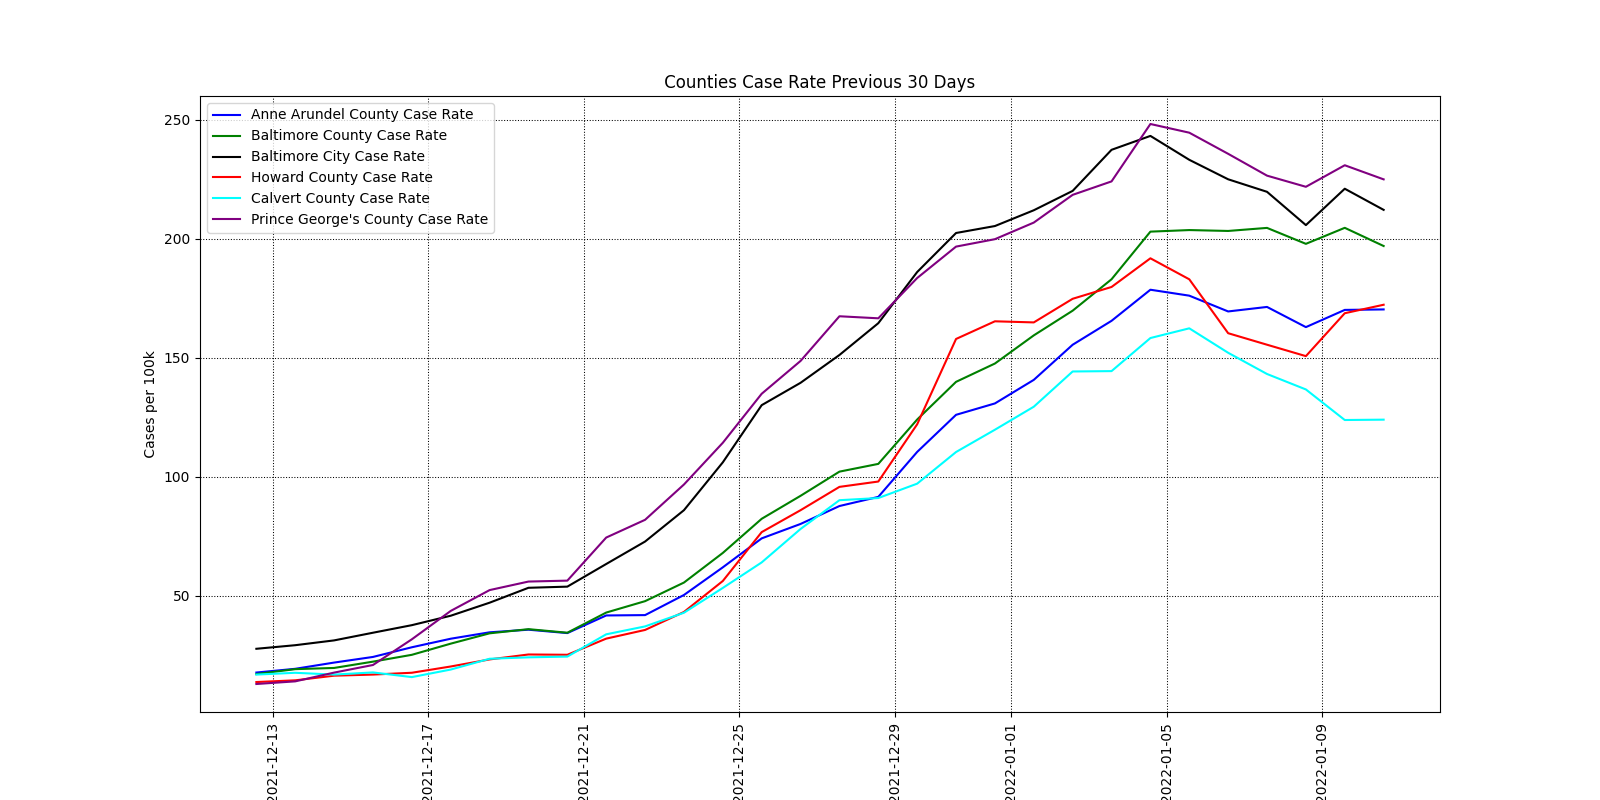 Counties Case Rate Previous 30 Days
Anne Arundel County Case Rate
Baltimore County Case Rate
Baltimore City Case Rate
Howard County Case Rate
Calvert County Case Rate
Prince George's County Case Rate
Cases per 100k
250
200
150
100
50
2021-12-13
2021-12-17
2021-12-21
2021-12-25
2021-12-29
2022-01-01
2022-01-05
2022-01-09